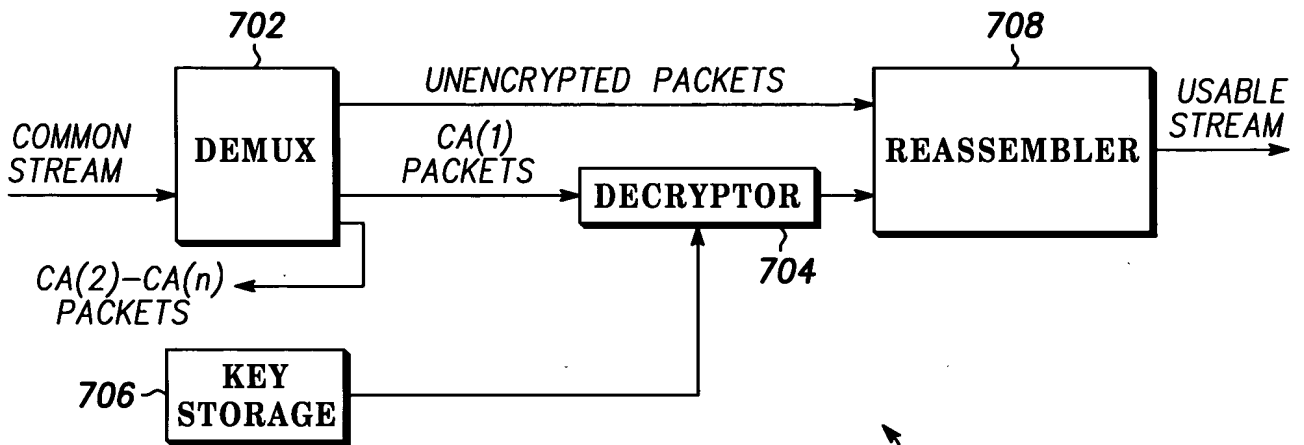 702
708
UNENCRYPTED PACKETS
USABLE
STREAM
COMMON
STREAM
DEMUX
CA(1)
PACKETS
REASSEMBLER
DECRYPTOR
704
CA(2)–CA(n)
PACKETS
706
KEY
STORAGE